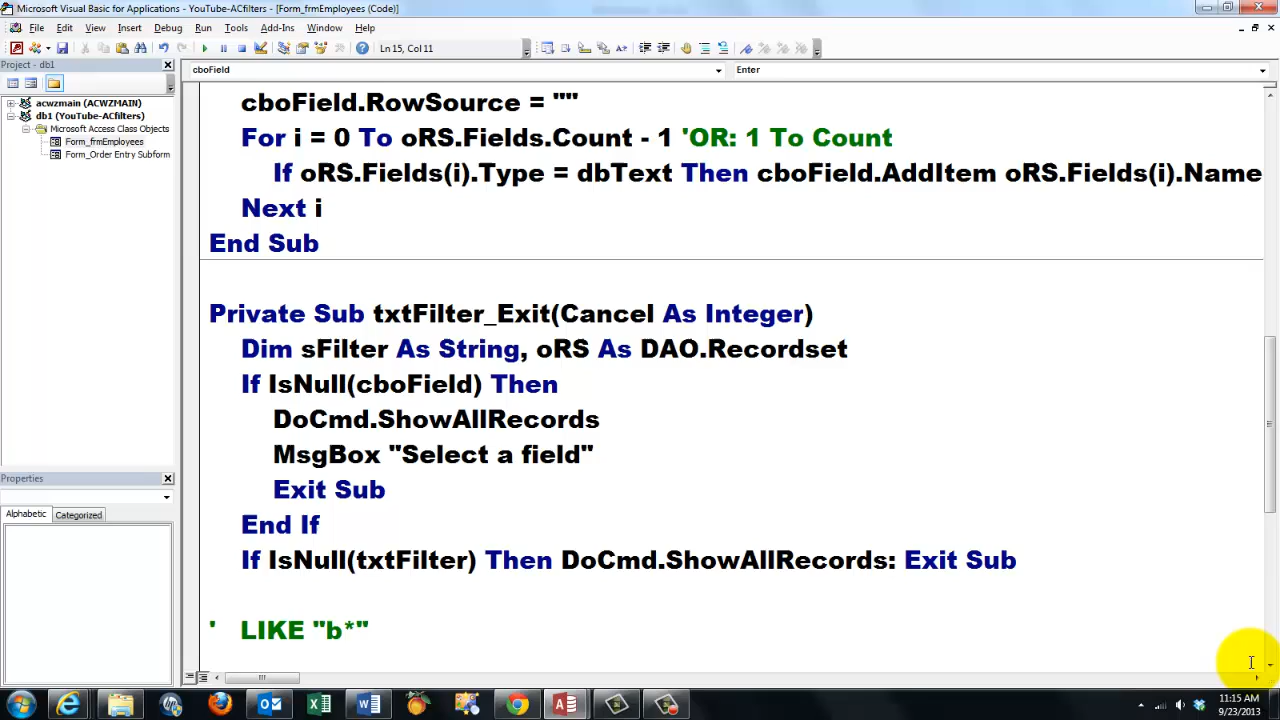 Microsoft Visual Basic for Applications - YouTube-ACfilters - [Form_frmEmployees (Code)]
File Edit View Insert Debug Run Tools Add-Ins Window Help
Ln 15, Col 11
Project - db1
cboField
Enter
acwzmain (ACWZMAIN)
db1 (YouTube-ACfilters)
Microsoft Access Class Objects
Form_frmEmployees
Form_Order Entry Subform
cboField.RowSource = ""
For i = 0 To oRS.Fields.Count - 1 'OR: 1 To Count
If oRS.Fields(i).Type = dbText Then cboField.AddItem oRS.Fields(i).Name
Next i
End Sub
Private Sub txtFilter_Exit(Cancel As Integer)
Dim sFilter As String, oRS As DAO.Recordset
If IsNull(cboField) Then
DoCmd.ShowAllRecords
MsgBox "Select a field"
Exit Sub
End If
If IsNull(txtFilter) Then DoCmd.ShowAllRecords: Exit Sub
' LIKE "b*"
Properties
Alphabetic Categorized
11:15 AM
9/23/2013